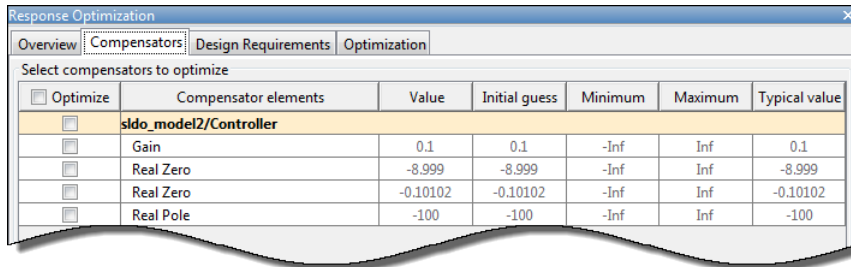 Response Optimization
Overview Compensators Design Requirements Optimization
Select compensators to optimize
Optimize Compensator elements Value Initial guess Minimum Maximum Typical value
sldo_model2/Controller
Gain 0.1 0.1 -Inf Inf 0.1
Real Zero -8.999 -8.999 -Inf Inf -8.999
Real Zero -0.10102 -0.10102 -Inf Inf -0.10102
Real Pole -100 -100 -Inf Inf -100